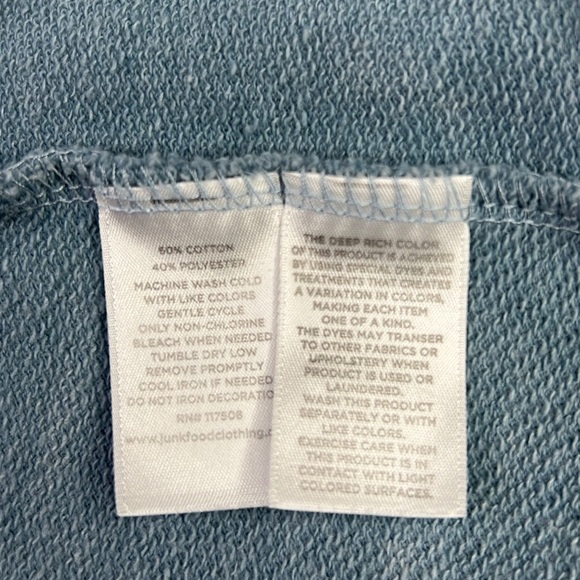 60% COTTON
40% POLYESTER
MACHINE WASH COLD
WITH LIKE COLORS
GENTLE CYCLE
ONLY NON-CHLORINE
BLEACH WHEN NEEDED
TUMBLE DRY LOW
REMOVE PROMPTLY
COOL IRON IF NEEDED
DO NOT IRON DECORATIO
RN# 117508
www.junkfoodclothing.c
THE DEEP RICH COLOR
OF THIS PRODUCT IS ACHIEVED
BY USING SPECIAL DYES AND
TREATMENTS THAT CREATES
A VARIATION IN COLORS,
MAKING EACH ITEM
ONE OF A KIND.
THE DYES MAY TRANSFER
TO OTHER FABRICS OR
UPHOLSTERY WHEN
PRODUCT IS USED OR
LAUNDERED.
WASH THIS PRODUCT
SEPARATELY OR WITH
LIKE COLORS.
EXERCISE CARE WHEN
THIS PRODUCT IS IN
CONTACT WITH LIGHT
COLORED SURFACES.